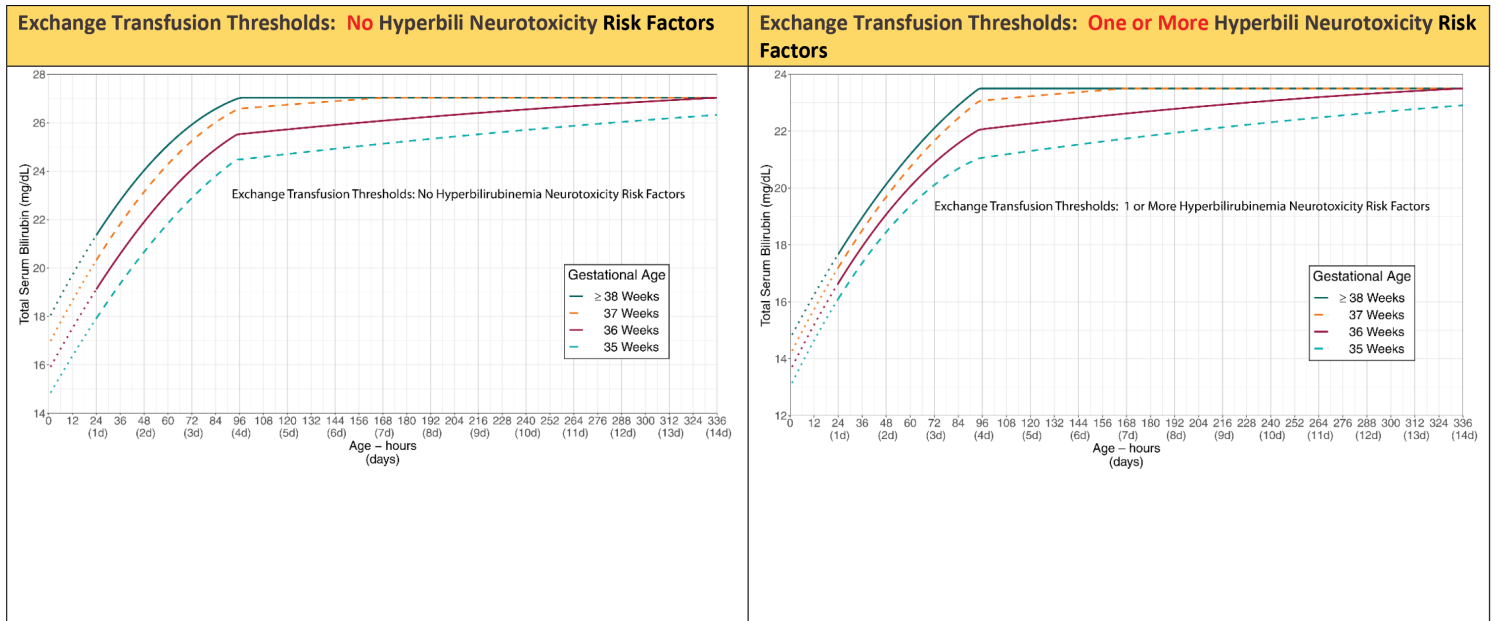 Exchange Transfusion Thresholds: No Hyperbili Neurotoxicity Risk Factors
Exchange Transfusion Thresholds: One or More Hyperbili Neurotoxicity Risk
Factors
28
26
24
22
20
18
16
14
Total Serum Bilirubin (mg/dL)
Exchange Transfusion Thresholds: No Hyperbilirubinemia Neurotoxicity Risk Factors
Gestational Age
≥ 38 Weeks
37 Weeks
36 Weeks
35 Weeks
0 12 24 36 48 60 72 84 96 108 120 132 144 156 168 180 192 204 216 228 240 252 264 276 288 300 312 324 336
(1d) (2d) (3d) (4d) (5d) (6d) (7d) (8d) (9d) (10d) (11d) (12d) (13d) (14d)
Age – hours
(days)
24
22
20
18
16
14
12
Total Serum Bilirubin (mg/dL)
Exchange Transfusion Thresholds: 1 or More Hyperbilirubinemia Neurotoxicity Risk Factors
Gestational Age
≥ 38 Weeks
37 Weeks
36 Weeks
35 Weeks
0 12 24 36 48 60 72 84 96 108 120 132 144 156 168 180 192 204 216 228 240 252 264 276 288 300 312 324 336
(1d) (2d) (3d) (4d) (5d) (6d) (7d) (8d) (9d) (10d) (11d) (12d) (13d) (14d)
Age – hours
(days)